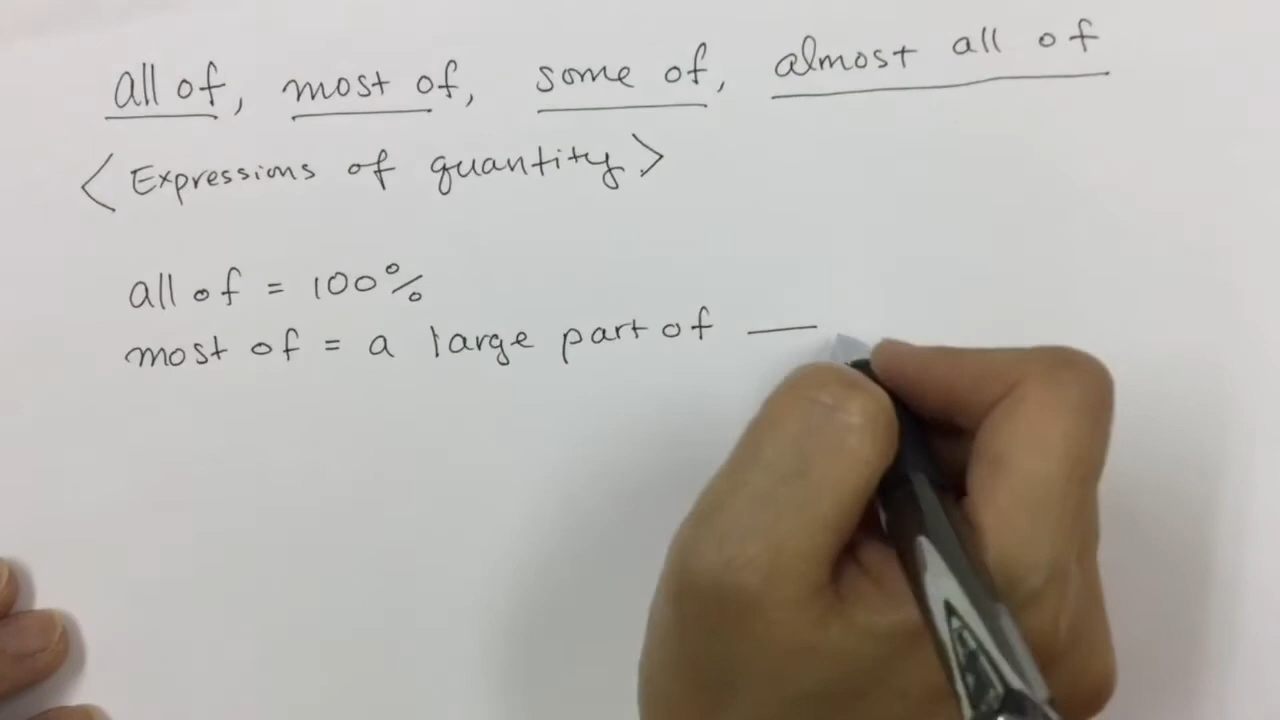 all of, most of, some of, almost all of
<Expressions of quantity>
all of = 100%
most of = a large part of —